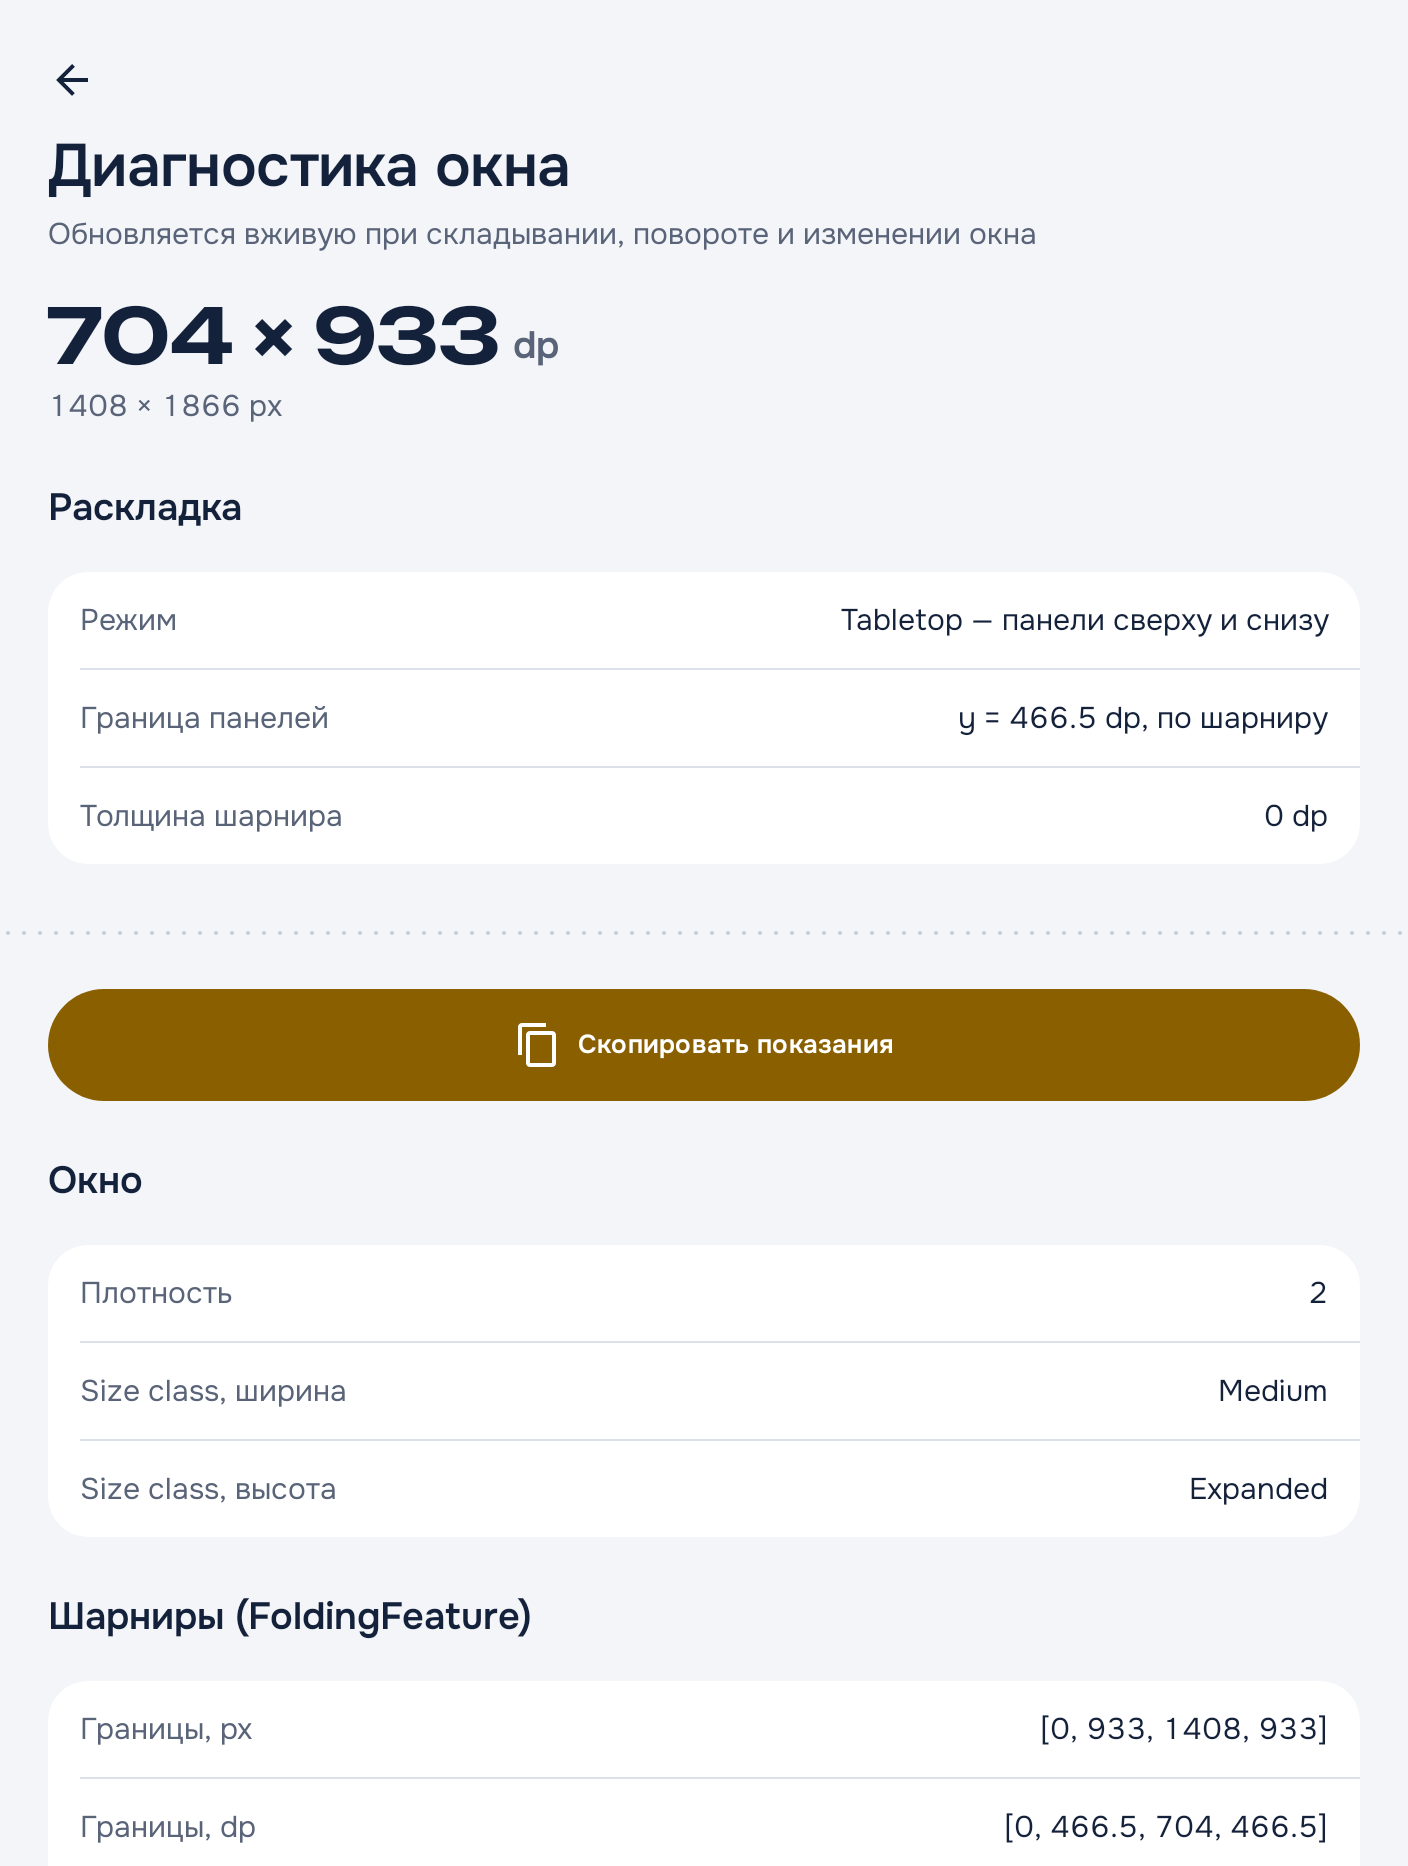 Диагностика окна
Обновляется вживую при складывании, повороте и изменении окна
704 × 933 dp
1408 × 1866 px
Раскладка
Режим Tabletop — панели сверху и снизу
Граница панелей y = 466.5 dp, по шарниру
Толщина шарнира 0 dp
Скопировать показания
Окно
Плотность 2
Size class, ширина Medium
Size class, высота Expanded
Шарниры (FoldingFeature)
Границы, px [0, 933, 1408, 933]
Границы, dp [0, 466.5, 704, 466.5]